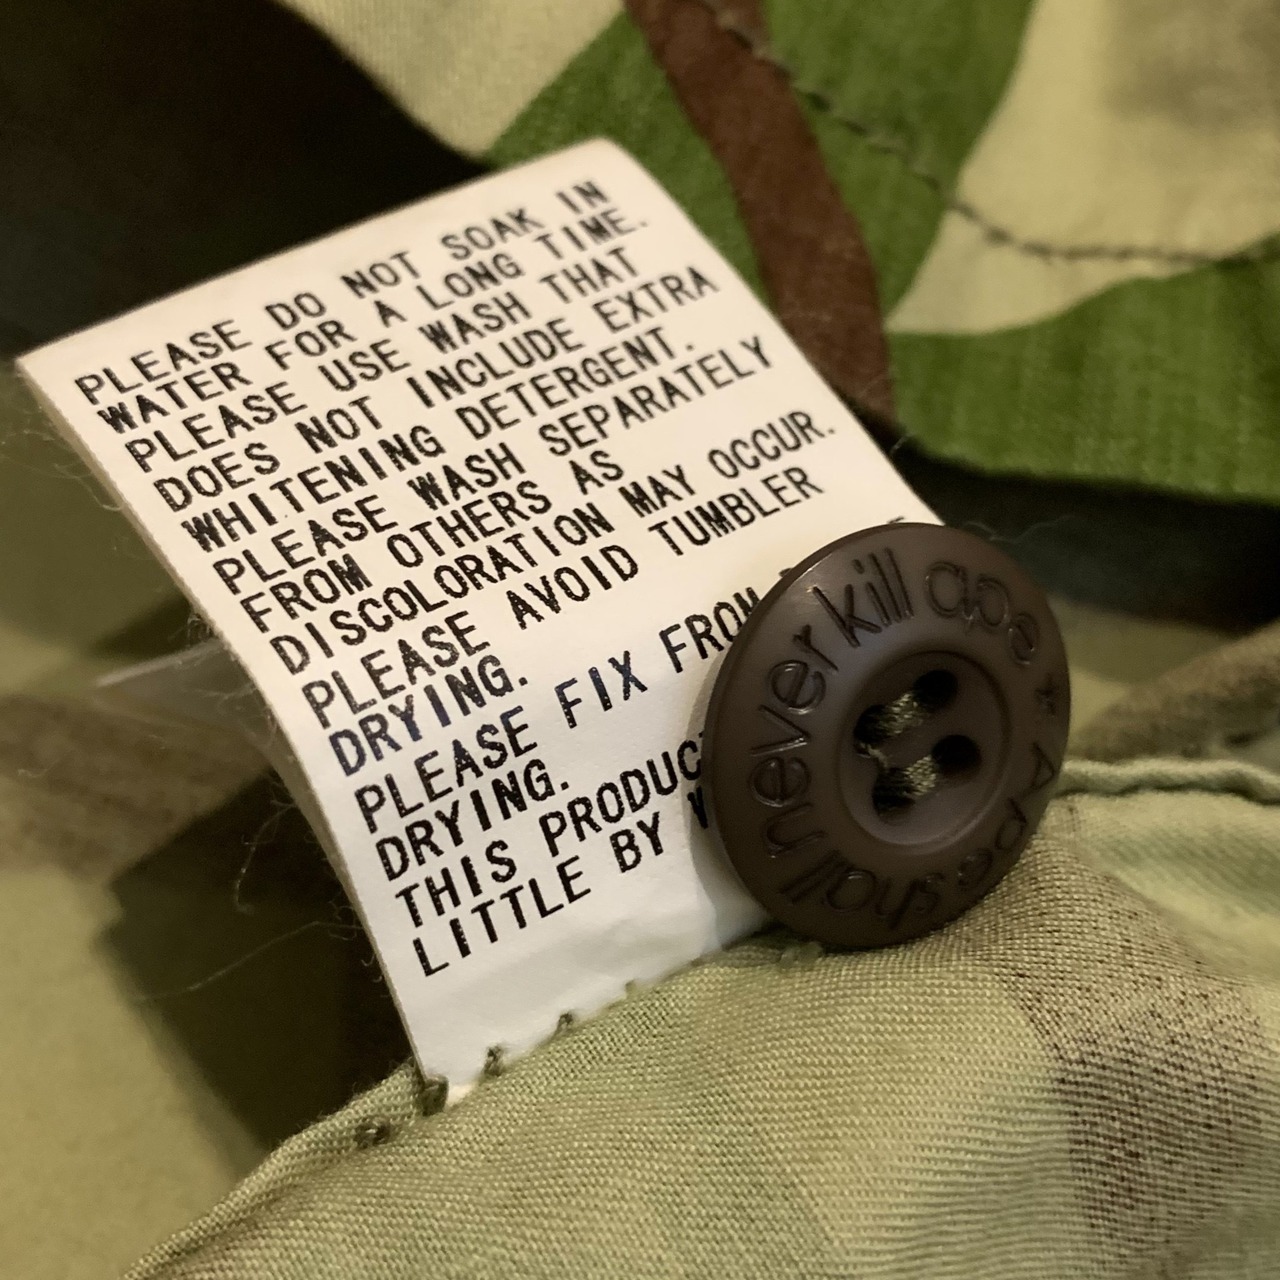 PLEASE DO NOT SOAK IN
WATER FOR A LONG TIME.
PLEASE USE WASH THAT
DOES NOT INCLUDE EXTRA
WHITENING DETERGENT.
PLEASE WASH SEPARATELY
FROM OTHERS AS
DISCOLORATION MAY OCCUR.
PLEASE AVOID TUMBLER
DRYING.
PLEASE FIX FROM
DRYING.
THIS PRODUCT
LITTLE BY
Ape shall never kill ape